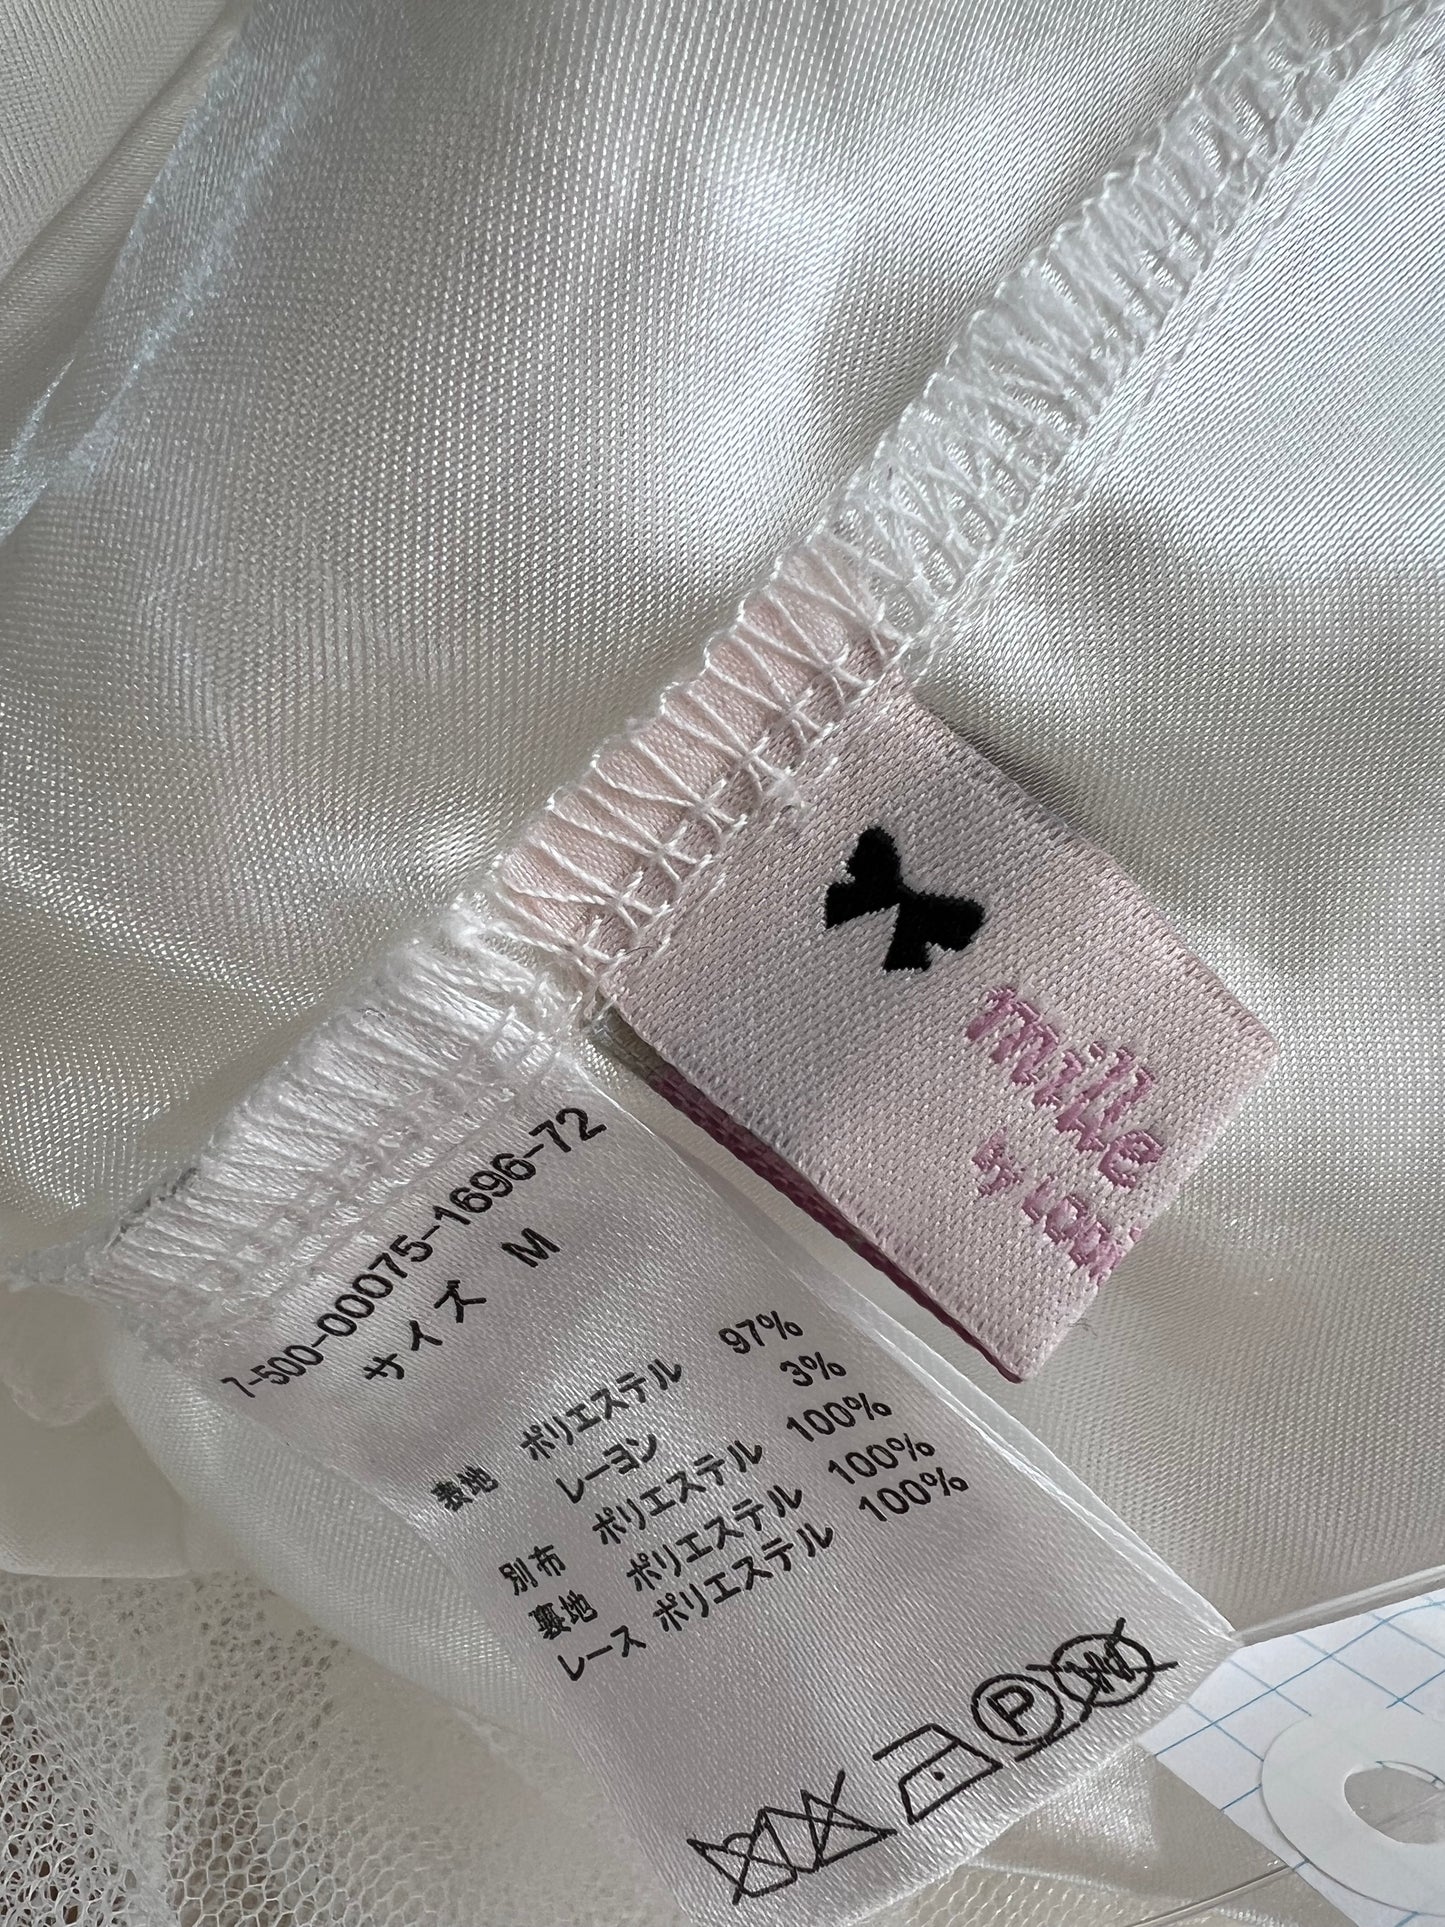 mille
7-500-00075-1696-72
サイズ M
表地 ポリエステル 97%
レーヨン 3%
別布 ポリエステル 100%
裏地 ポリエステル 100%
レース ポリエステル 100%
P